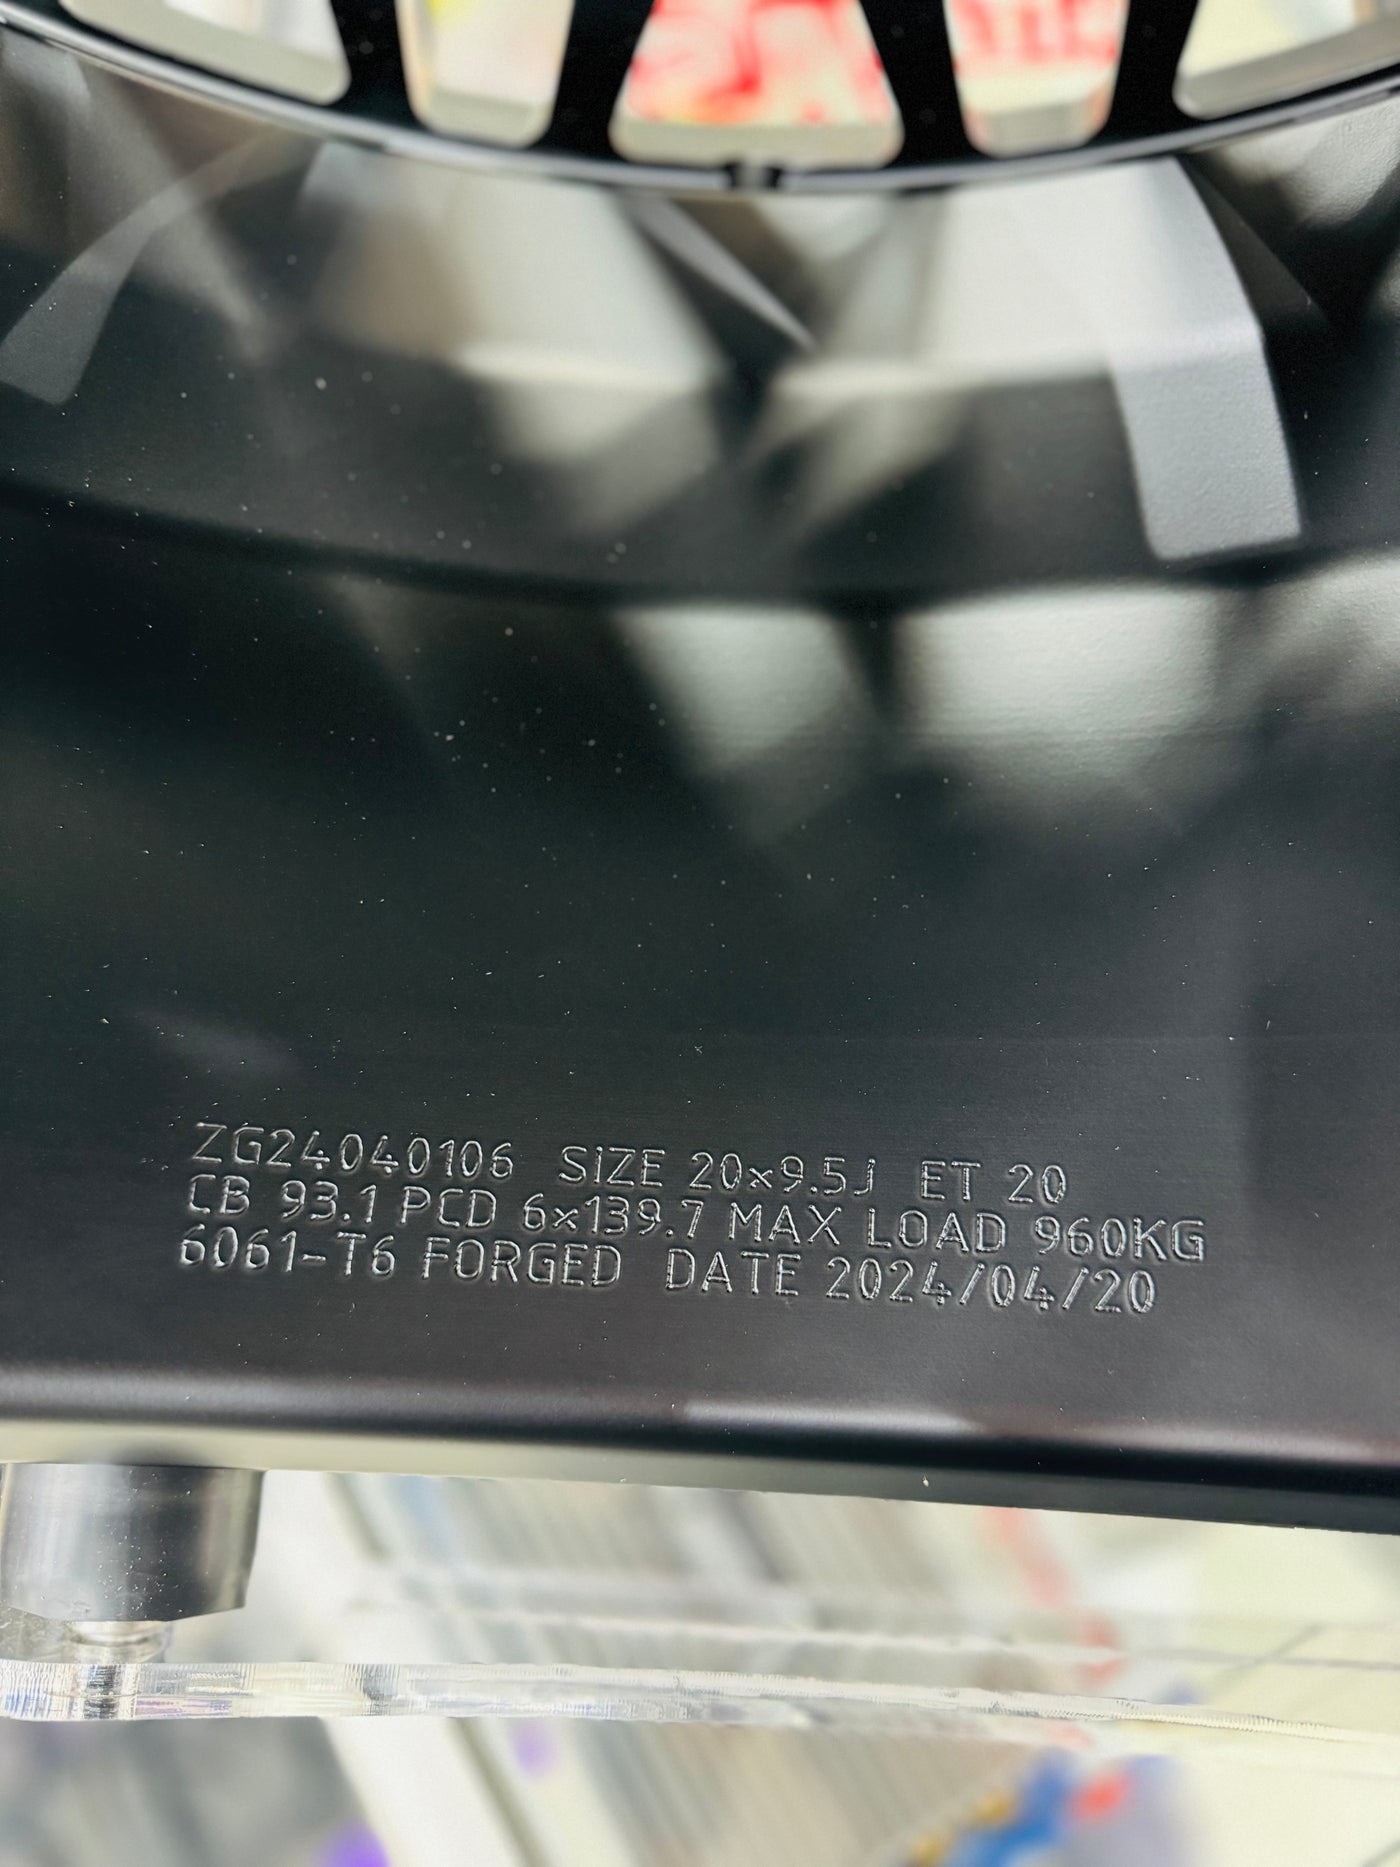 ZG24040106 SIZE 20×9.5J ET 20
CB 93.1 PCD 6×139.7 MAX LOAD 960KG
6061-T6 FORGED DATE 2024/04/20